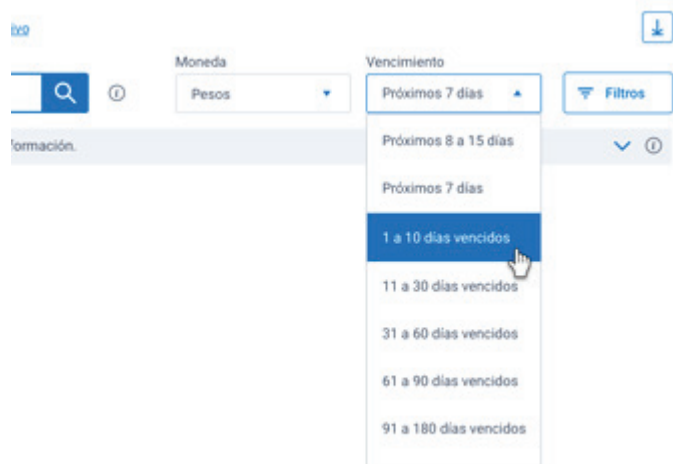 ivo
Moneda
Vencimiento
Pesos
Próximos 7 días
Filtros
formación.
Próximos 8 a 15 días
Próximos 7 días
1 a 10 días vencidos
11 a 30 días vencidos
31 a 60 días vencidos
61 a 90 días vencidos
91 a 180 días vencidos